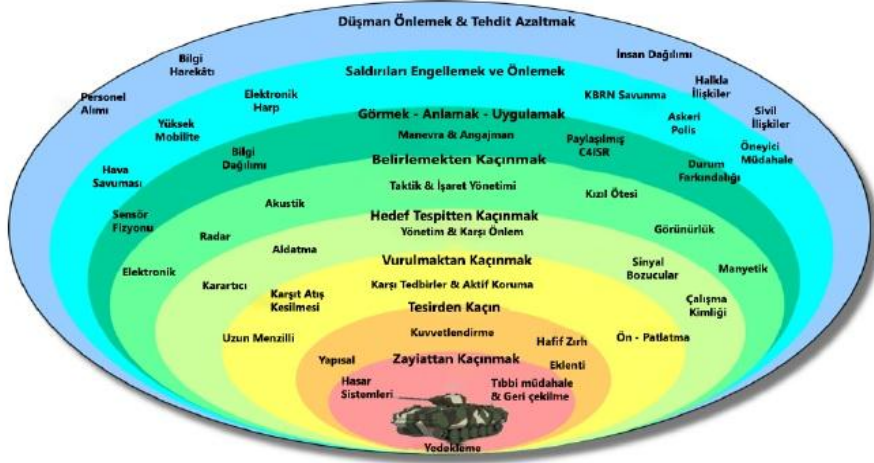 Düşman Önlemek & Tehdit Azaltmak
Bilgi
Harekâtı
İnsan Dağılımı
Personel
Alımı
Halkla
İlişkiler
Sivil
İlişkiler
Saldırıları Engellemek ve Önlemek
Elektronik
Harp
KBRN Savunma
Yüksek
Mobilite
Askeri
Polis
Hava
Savuması
Öneyici
Müdahale
Görmek - Anlamak - Uygulamak
Manevra & Angajman
Bilgi
Dağılımı
Paylaşılmış
C4ISR
Sensör
Fizyonu
Durum
Farkındalığı
Belirlemekten Kaçınmak
Taktik & İşaret Yönetimi
Akustik
Kızıl Ötesi
Radar
Görünürlük
Elektronik
Manyetik
Hedef Tespitten Kaçınmak
Yönetim & Karşı Önlem
Aldatma
Sinyal
Bozucular
Karartıcı
Çalışma
Kimliği
Vurulmaktan Kaçınmak
Karşı Tedbirler & Aktif Koruma
Karşıt Atış
Kesilmesi
Uzun Menzilli
Ön - Patlatma
Tesirden Kaçın
Kuvvetlendirme
Hafif Zırh
Yapısal
Eklenti
Zayiattan Kaçınmak
Hasar
Sistemleri
Tıbbi müdahale
& Geri çekilme
Yedekleme